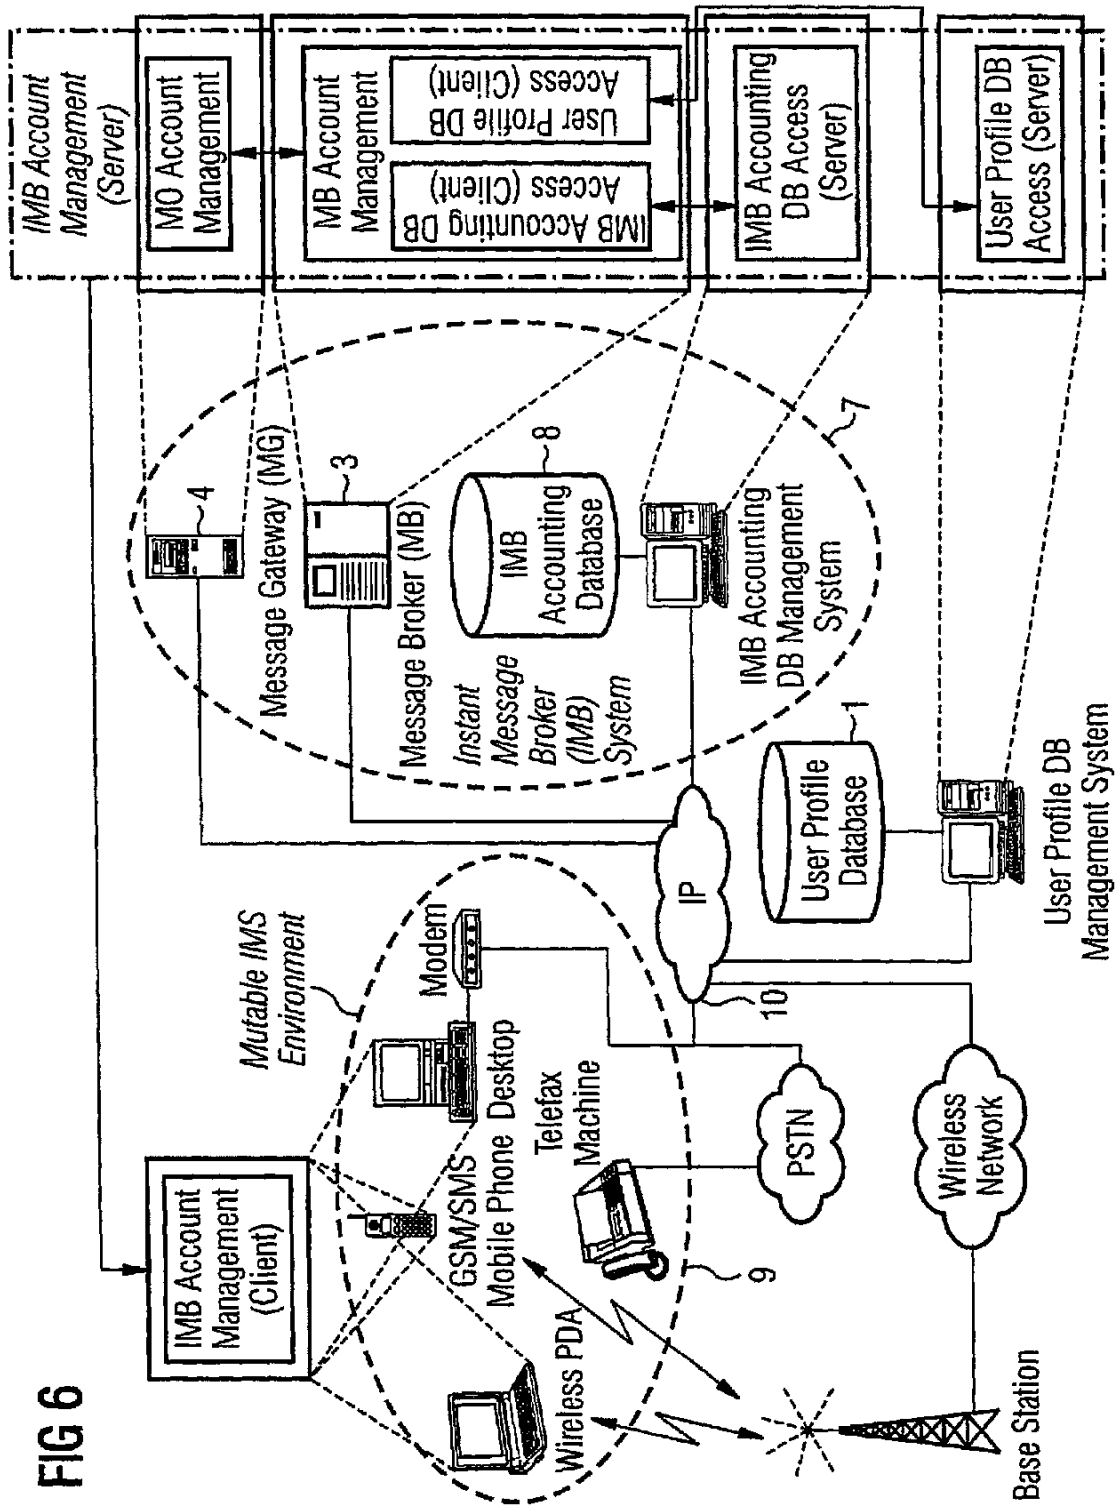 FIG 6
IMB Account
Management
(Client)
IMB Account
Management
(Server)
MO Account
Management
MB Account
Management
IMB Accounting DB
Access (Client)
User Profile DB
Access (Client)
IMB Accounting
DB Access
(Server)
User Profile DB
Access (Server)
Mutable IMS
Environment
Modem
Desktop
GSM/SMS
Mobile Phone
Telefax
Machine
Wireless PDA
9
Base Station
Wireless
Network
PSTN
10
IP
4
Message Gateway (MG)
3
Message Broker (MB)
Instant
Message
Broker
(IMB)
System
IMB
Accounting
Database
8
IMB Accounting
DB Management
System
7
User Profile
Database
1
User Profile DB
Management System